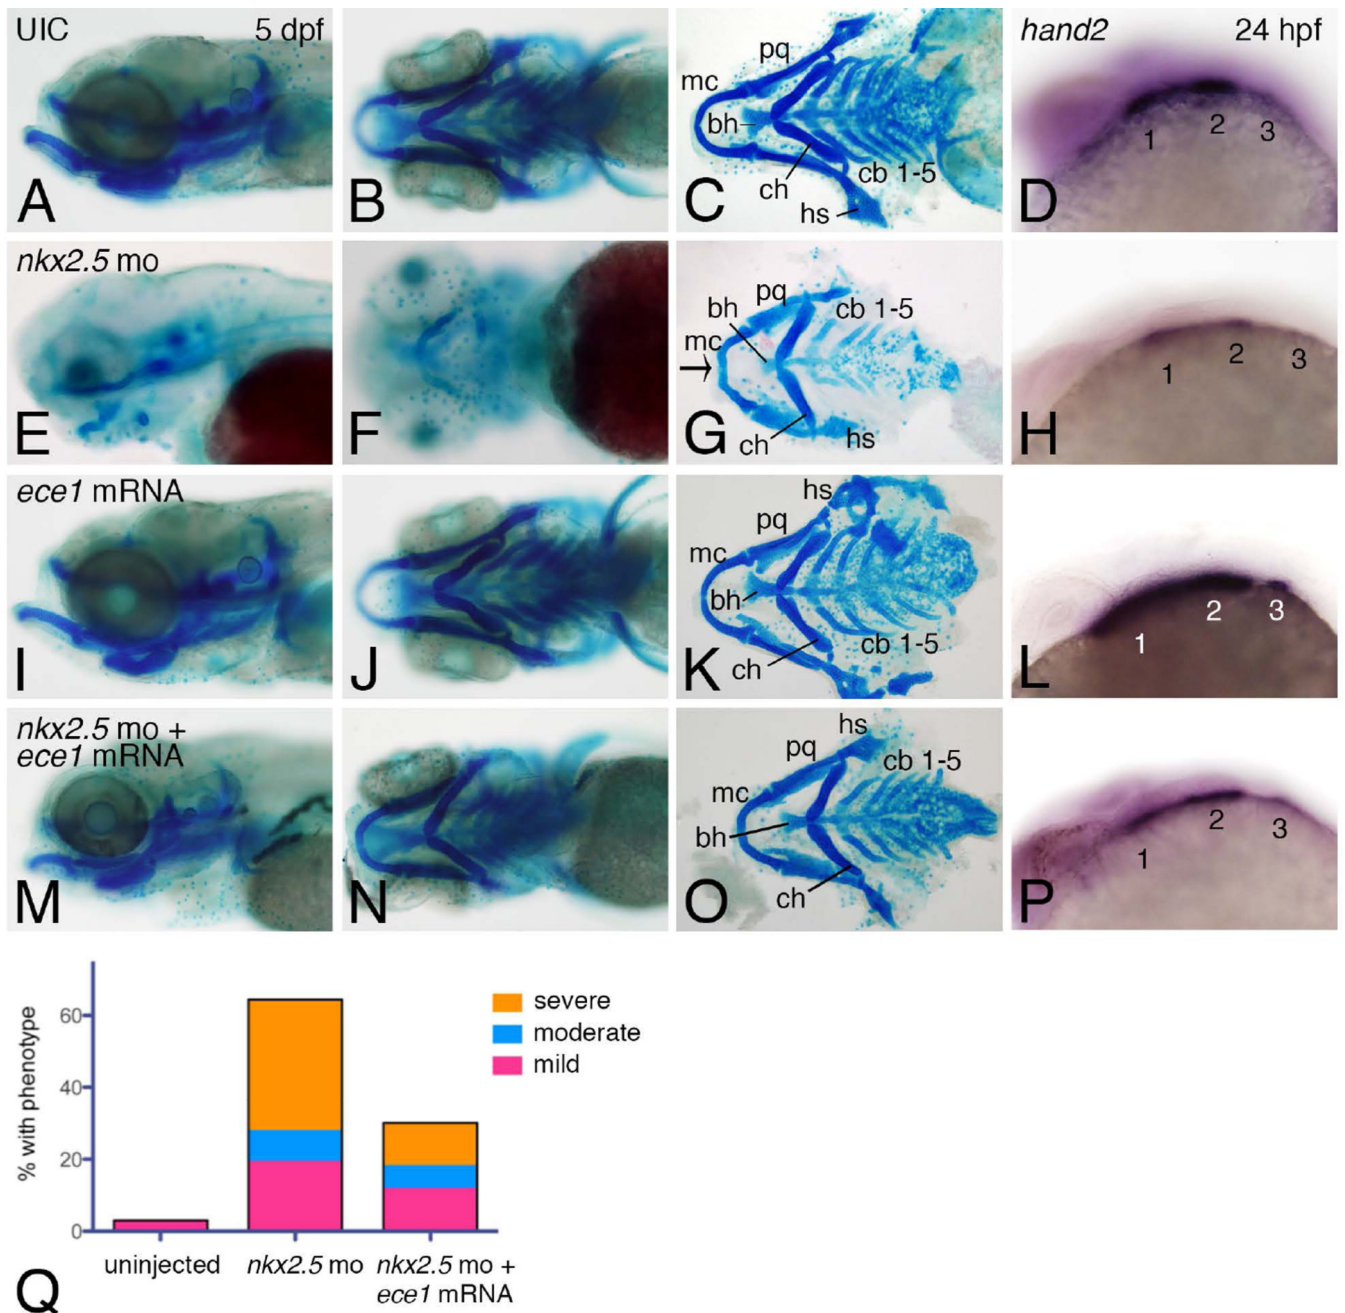 UIC 5 dpf
A
B
pq
mc
bh
cb 1-5
ch
hs
C
hand2 24 hpf
1 2 3
D
nkx2.5 mo
E
F
pq
bh cb 1-5
mc
ch hs
G
1 2 3
H
ece1 mRNA
I
J
hs
pq
mc
bh
cb 1-5
ch
K
1 2 3
L
nkx2.5 mo +
ece1 mRNA
M
N
hs
pq cb 1-5
mc
bh
ch
O
1 2 3
P
% with phenotype
60
40
20
0
severe
moderate
mild
uninjected nkx2.5 mo nkx2.5 mo +
ece1 mRNA
Q